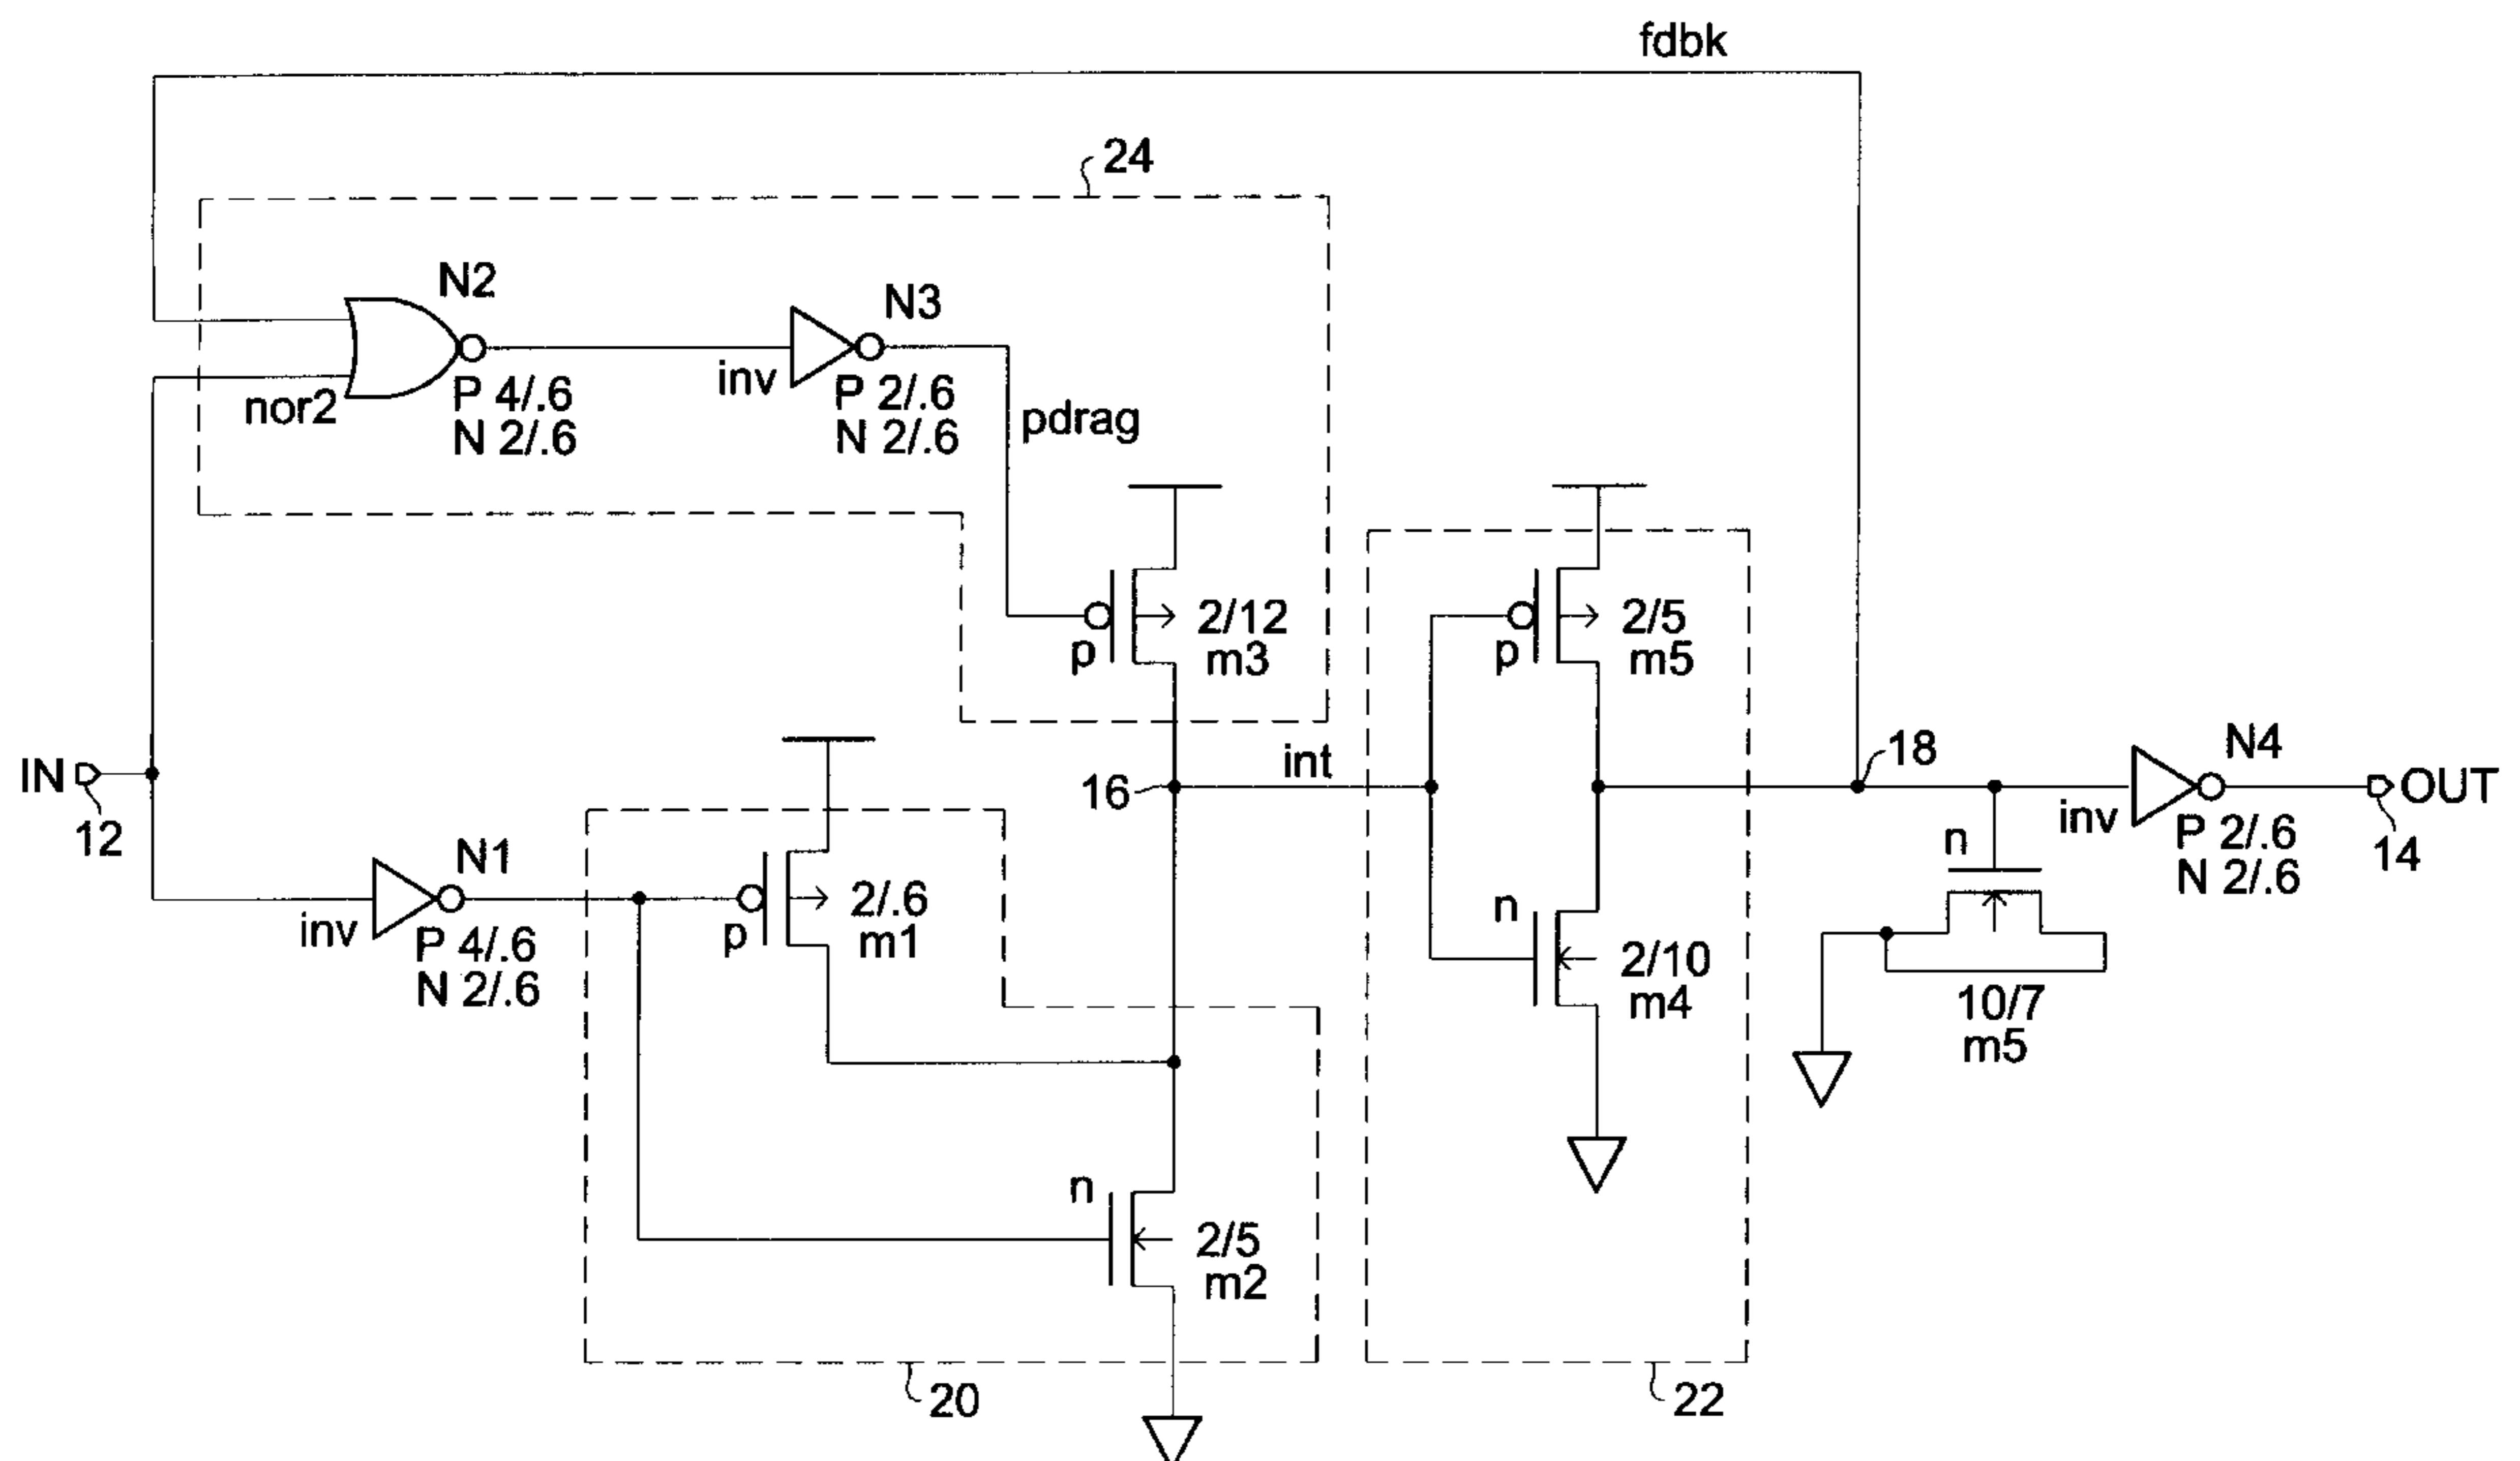 fdbk
24
N2
N3
nor2
P 4/.6
N 2/.6
inv
P 2/.6
N 2/.6
pdrag
2/12
m3
p
2/5
m5
p
IN
12
16
int
18
N4
OUT
14
inv
P 2/.6
N 2/.6
N1
inv
P 4/.6
N 2/.6
2/.6
m1
p
n
2/10
m4
n
10/7
m5
n
2/5
m2
20
22